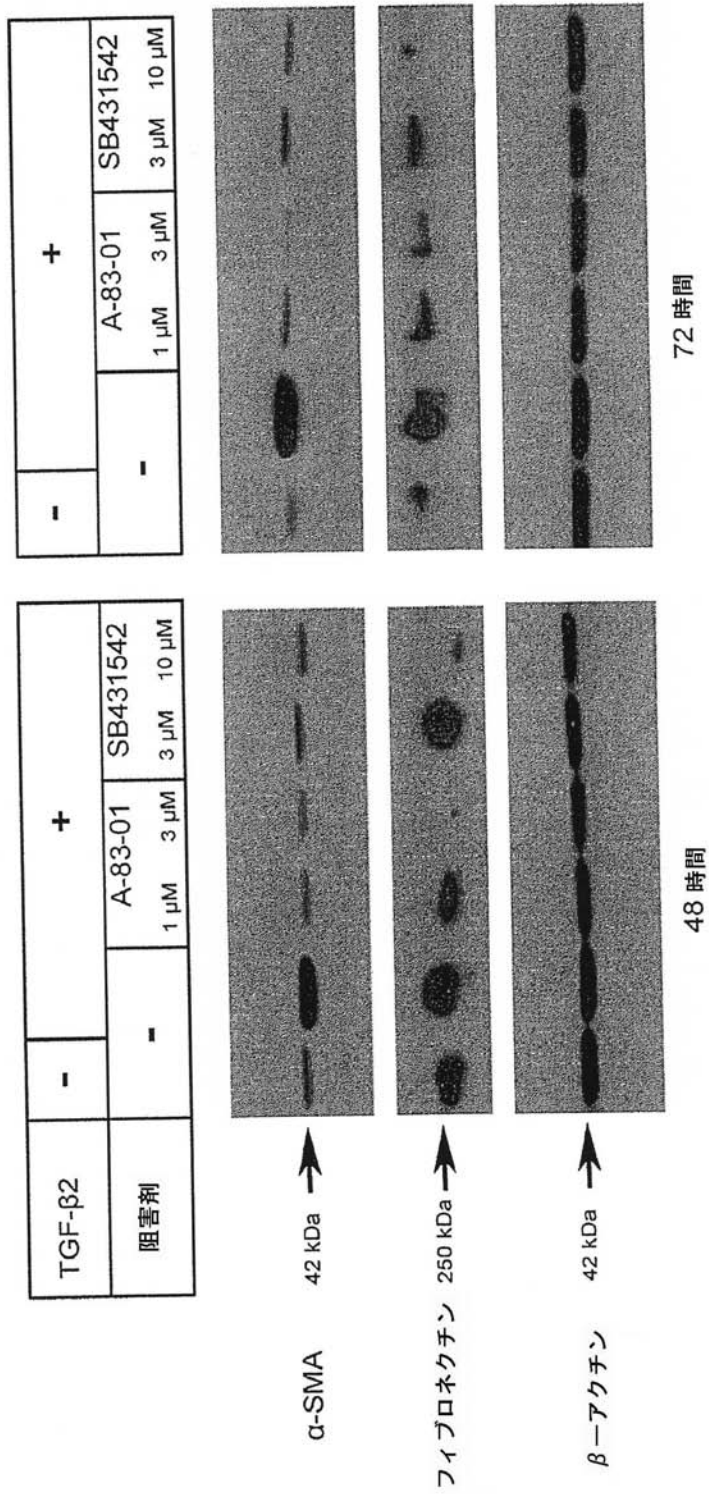 TGF-β2 - + - +
阻害剤 - A-83-01 SB431542 - A-83-01 SB431542
1 μM 3 μM 3 μM 10 μM 1 μM 3 μM 3 μM 10 μM
α-SMA 42 kDa
フィブロネクチン 250 kDa
β－アクチン 42 kDa
48 時間 72 時間